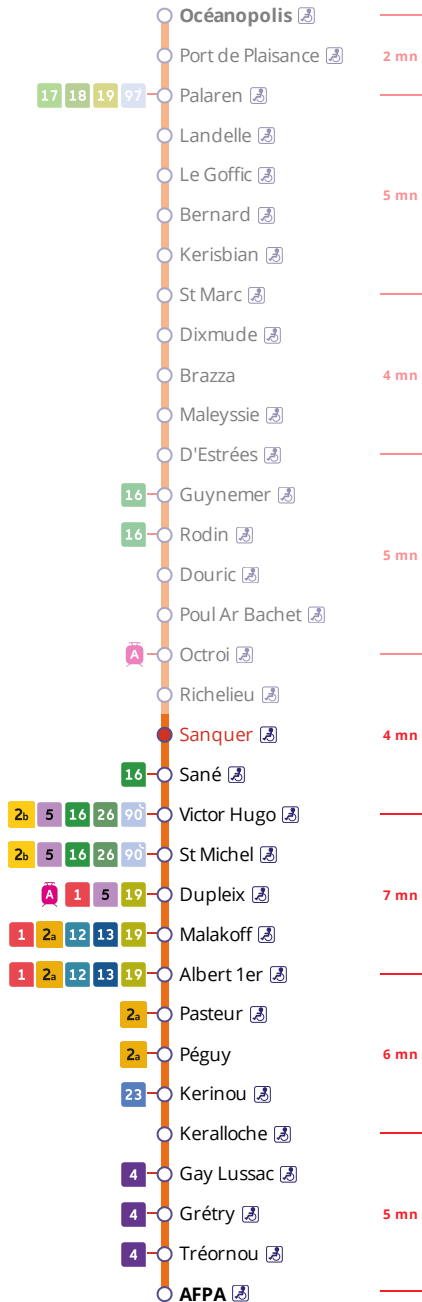 Océanopolis
Port de Plaisance 2 mn
17 18 19 97 Palaren
Landelle
Le Goffic
5 mn
Bernard
Kerisbian
St Marc
Dixmude
Brazza 4 mn
Maleyssie
D'Estrées
16 Guynemer
16 Rodin
5 mn
Douric
Poul Ar Bachet
A Octroi
Richelieu
Sanquer 4 mn
16 Sané
2b 5 16 26 90 Victor Hugo
2b 5 16 26 90 St Michel
A 1 5 19 Dupleix 7 mn
1 2a 12 13 19 Malakoff
1 2a 12 13 19 Albert 1er
2a Pasteur
2a Péguy 6 mn
23 Kerinou
Keralloche
4 Gay Lussac
4 Grétry 5 mn
4 Tréornou
AFPA